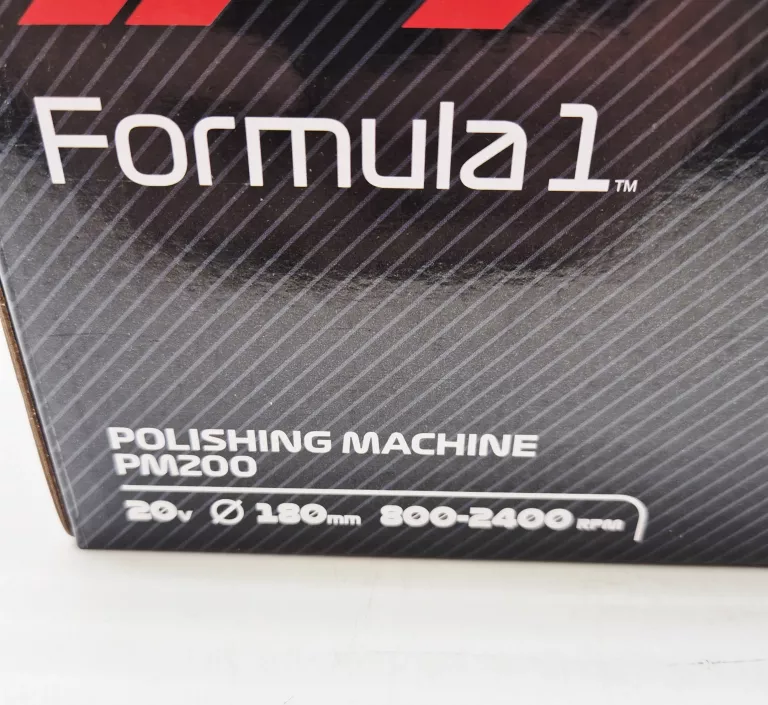 Formula 1™
POLISHING MACHINE
PM200
20v Ø 180mm 800-2400 RPM